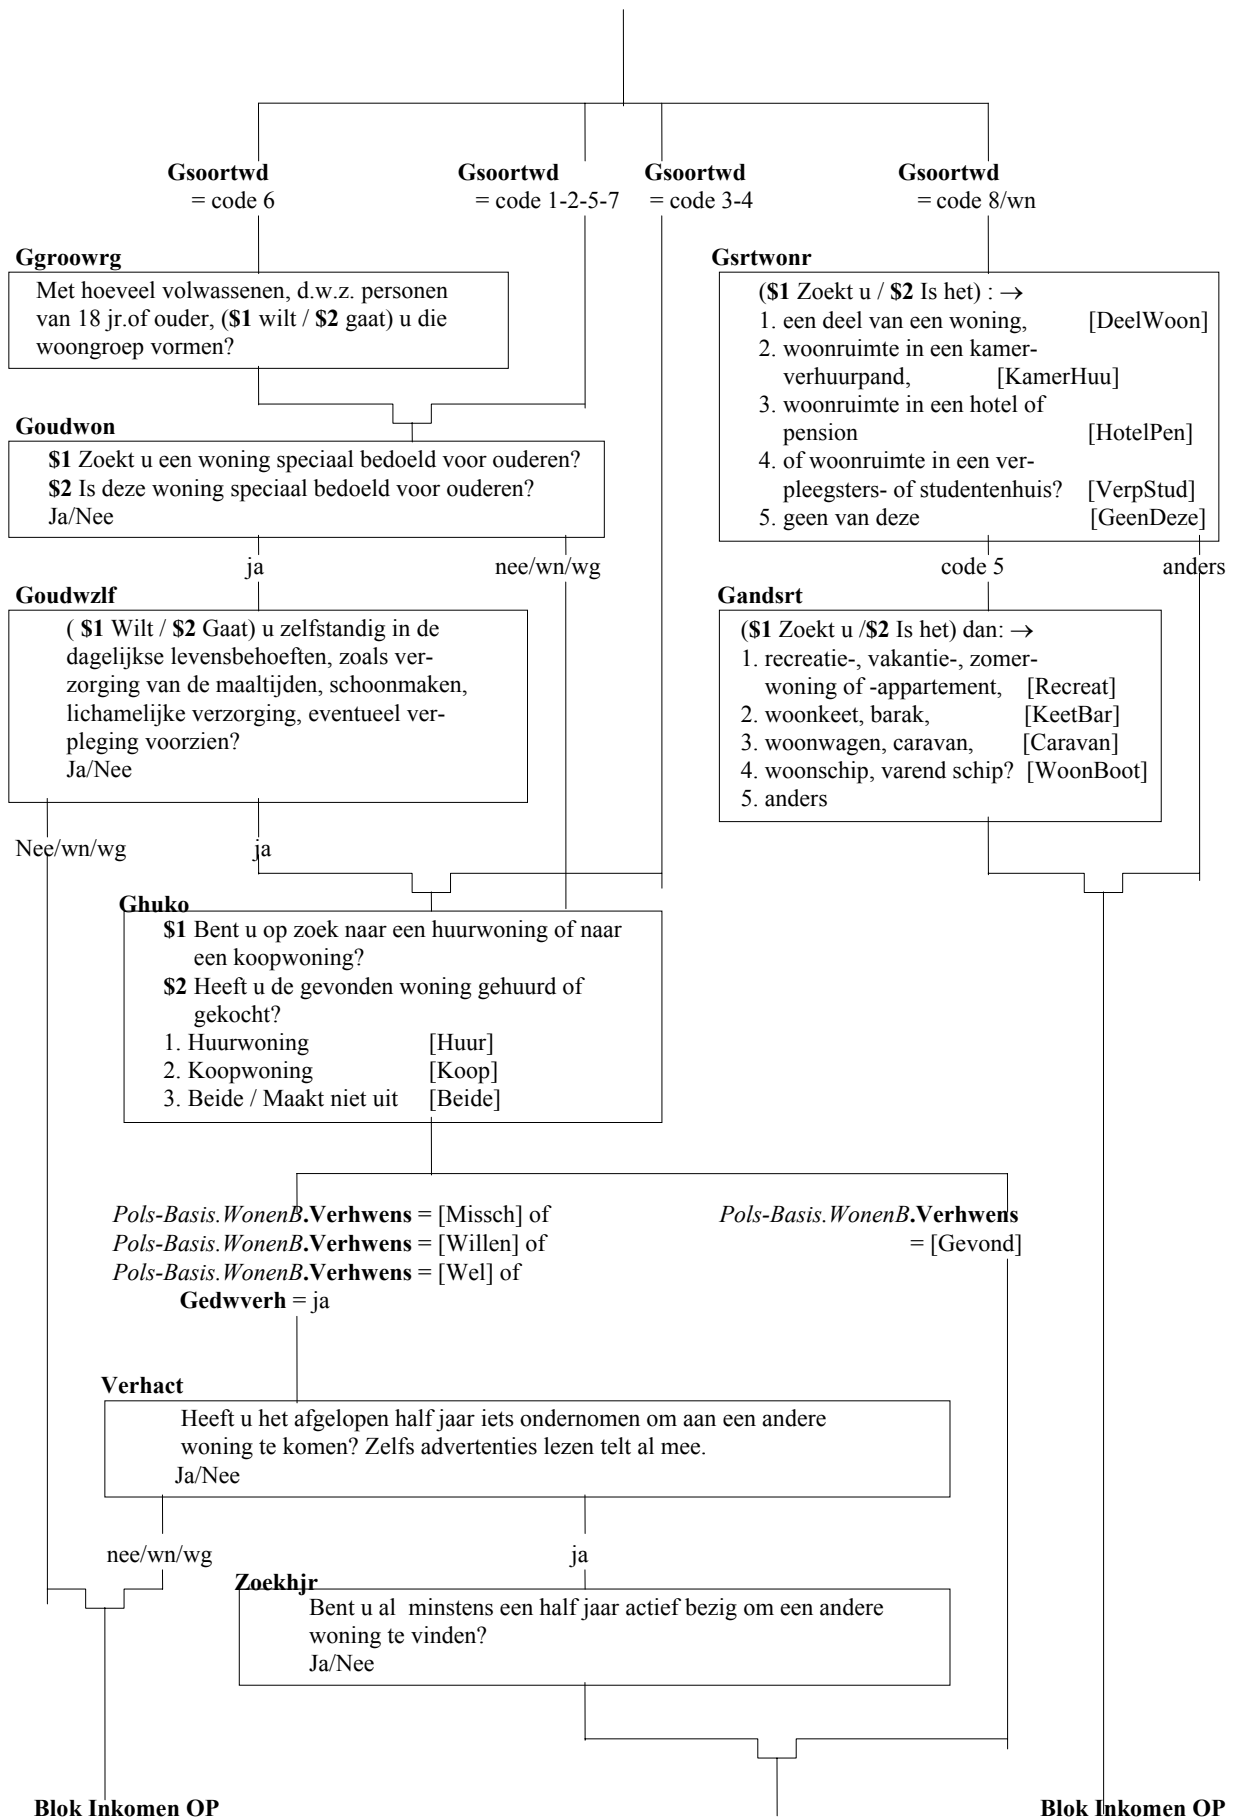 Gsoortwd
= code 6
Gsoortwd
= code 1-2-5-7
Gsoortwd
= code 3-4
Gsoortwd
= code 8/wn
Ggroowrg
Met hoeveel volwassenen, d.w.z. personen
van 18 jr.of ouder, ($1 wilt / $2 gaat) u die
woongroep vormen?
Gsrtwonr
($1 Zoekt u / $2 Is het) : →
1. een deel van een woning, [DeelWoon]
2. woonruimte in een kamer-
verhuurpand, [KamerHuu]
3. woonruimte in een hotel of
pension [HotelPen]
4. of woonruimte in een ver-
pleegsters- of studentenhuis? [VerpStud]
5. geen van deze [GeenDeze]
Goudwon
$1 Zoekt u een woning speciaal bedoeld voor ouderen?
$2 Is deze woning speciaal bedoeld voor ouderen?
Ja/Nee
ja nee/wn/wg
code 5 anders
Goudwzlf
( $1 Wilt / $2 Gaat) u zelfstandig in de
dagelijkse levensbehoeften, zoals ver-
zorging van de maaltijden, schoonmaken,
lichamelijke verzorging, eventueel ver-
pleging voorzien?
Ja/Nee
Gandsrt
($1 Zoekt u /$2 Is het) dan: →
1. recreatie-, vakantie-, zomer-
woning of -appartement, [Recreat]
2. woonkeet, barak, [KeetBar]
3. woonwagen, caravan, [Caravan]
4. woonschip, varend schip? [WoonBoot]
5. anders
Nee/wn/wg ja
Ghuko
$1 Bent u op zoek naar een huurwoning of naar
een koopwoning?
$2 Heeft u de gevonden woning gehuurd of
gekocht?
1. Huurwoning [Huur]
2. Koopwoning [Koop]
3. Beide / Maakt niet uit [Beide]
Pols-Basis.WonenB.Verhwens = [Missch] of
Pols-Basis.WonenB.Verhwens = [Willen] of
Pols-Basis.WonenB.Verhwens = [Wel] of
Gedwverh = ja
Pols-Basis.WonenB.Verhwens
= [Gevond]
Verhact
Heeft u het afgelopen half jaar iets ondernomen om aan een andere
woning te komen? Zelfs advertenties lezen telt al mee.
Ja/Nee
nee/wn/wg ja
Zoekhjr
Bent u al minstens een half jaar actief bezig om een andere
woning te vinden?
Ja/Nee
Blok Inkomen OP Blok Inkomen OP